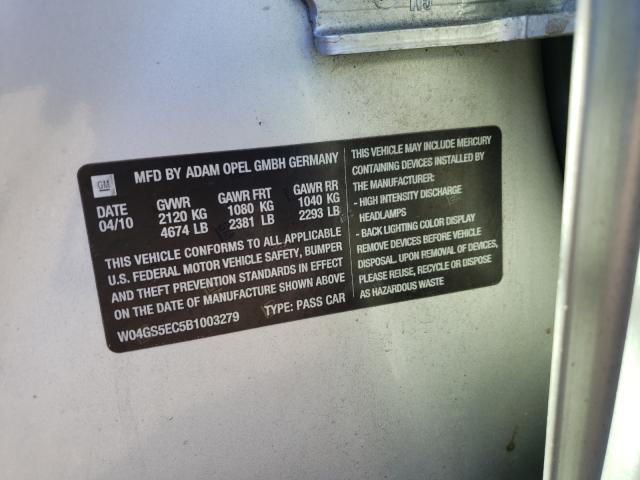 GM
MFD BY ADAM OPEL GMBH GERMANY
DATE GVWR GAWR FRT GAWR RR
04/10 2120 KG 1080 KG 1040 KG
4674 LB 2381 LB 2293 LB
THIS VEHICLE CONFORMS TO ALL APPLICABLE
U.S. FEDERAL MOTOR VEHICLE SAFETY, BUMPER
AND THEFT PREVENTION STANDARDS IN EFFECT
ON THE DATE OF MANUFACTURE SHOWN ABOVE
W04GS5EC5B1003279 TYPE: PASS CAR
THIS VEHICLE MAY INCLUDE MERCURY
CONTAINING DEVICES INSTALLED BY
THE MANUFACTURER:
- HIGH INTENSITY DISCHARGE
HEADLAMPS
- BACK LIGHTING COLOR DISPLAY
REMOVE DEVICES BEFORE VEHICLE
DISPOSAL UPON REMOVAL OF DEVICES,
PLEASE REUSE, RECYCLE OR DISPOSE
AS HAZARDOUS WASTE